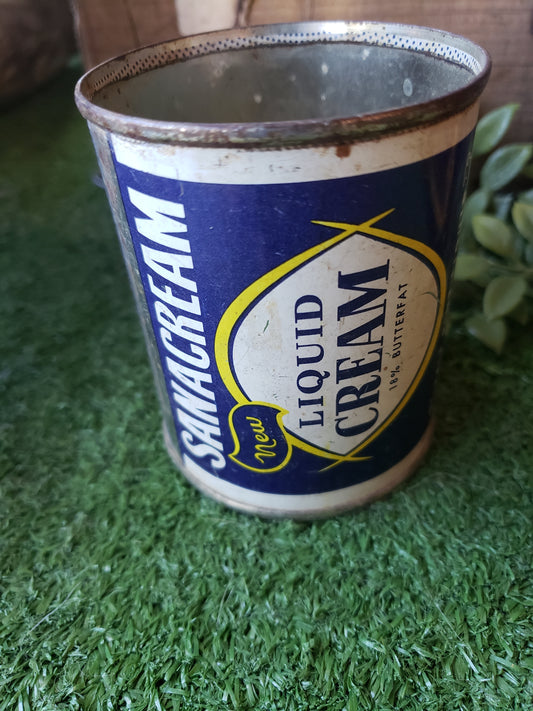 SANACREAM
New
LIQUID
CREAM
18% BUTTERFAT